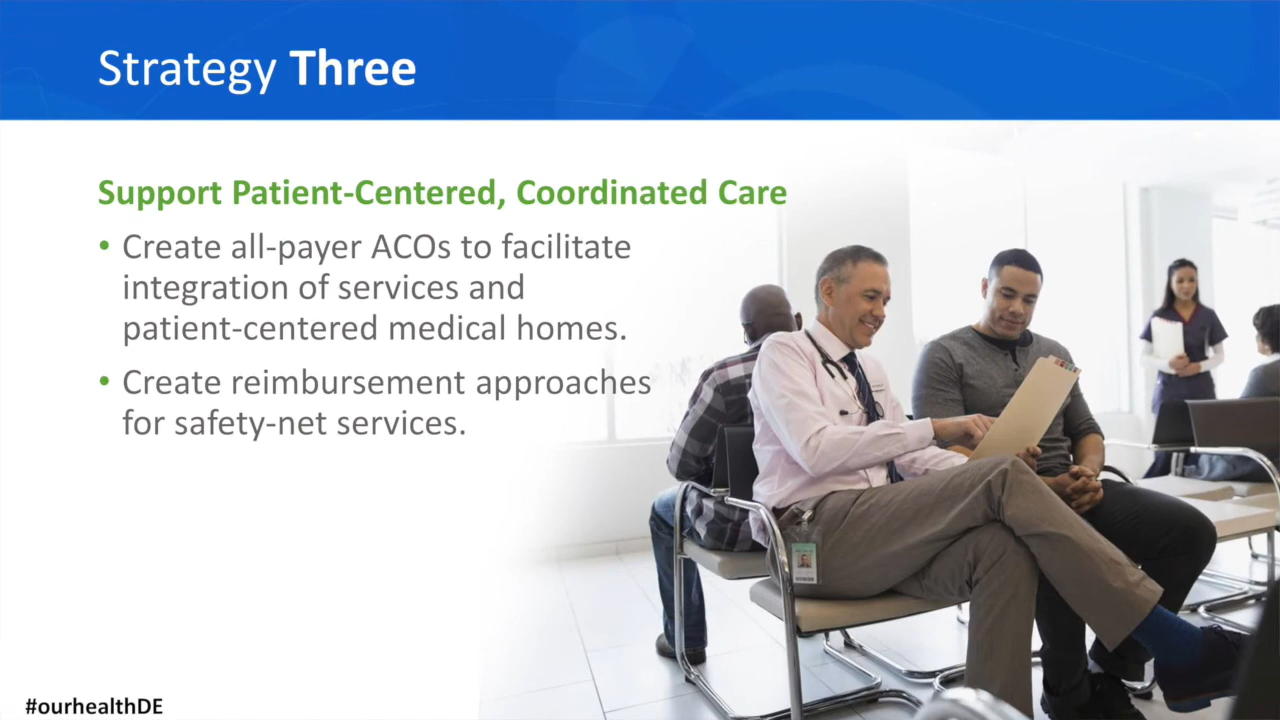 Strategy Three
Support Patient-Centered, Coordinated Care
• Create all-payer ACOs to facilitate
integration of services and
patient-centered medical homes.
• Create reimbursement approaches
for safety-net services.
#ourhealthDE